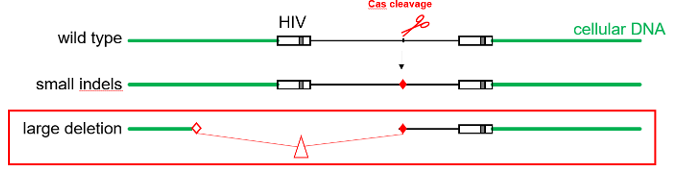 Cas cleavage
HIV
wild type
cellular DNA
small indels
large deletion